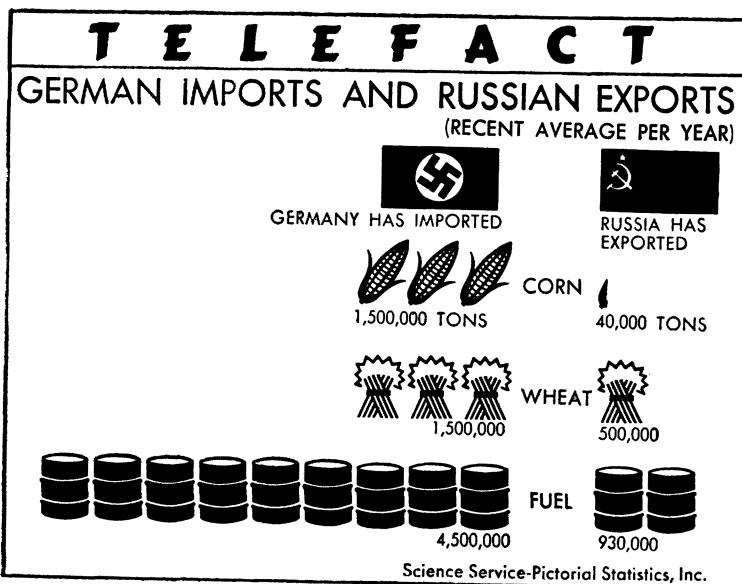 TELEFACT
GERMAN IMPORTS AND RUSSIAN EXPORTS
(RECENT AVERAGE PER YEAR)
GERMANY HAS IMPORTED
RUSSIA HAS
EXPORTED
CORN
1,500,000 TONS
40,000 TONS
WHEAT
1,500,000
500,000
FUEL
4,500,000
930,000
Science Service-Pictorial Statistics, Inc.